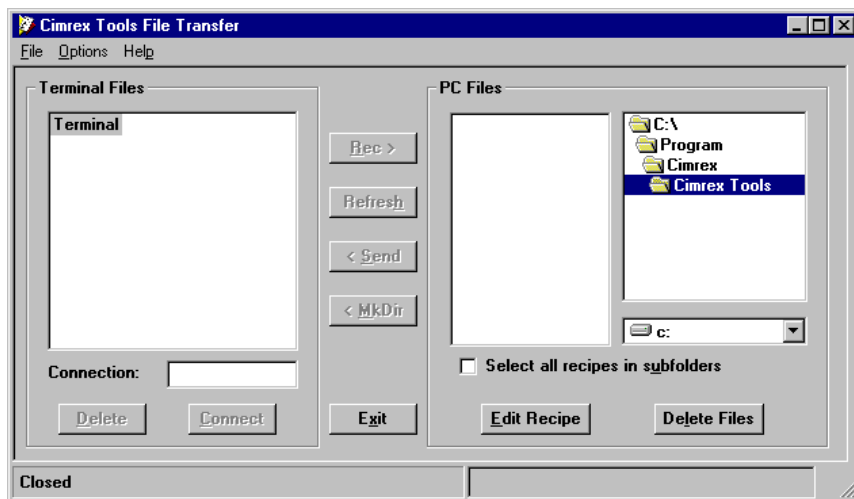 Cimrex Tools File Transfer
File Options Help
Terminal Files
Terminal
Connection:
Delete
Connect
Rec >
Refresh
< Send
< MkDir
Exit
PC Files
C:\
Program
Cimrex
Cimrex Tools
c:
Select all recipes in subfolders
Edit Recipe
Delete Files
Closed